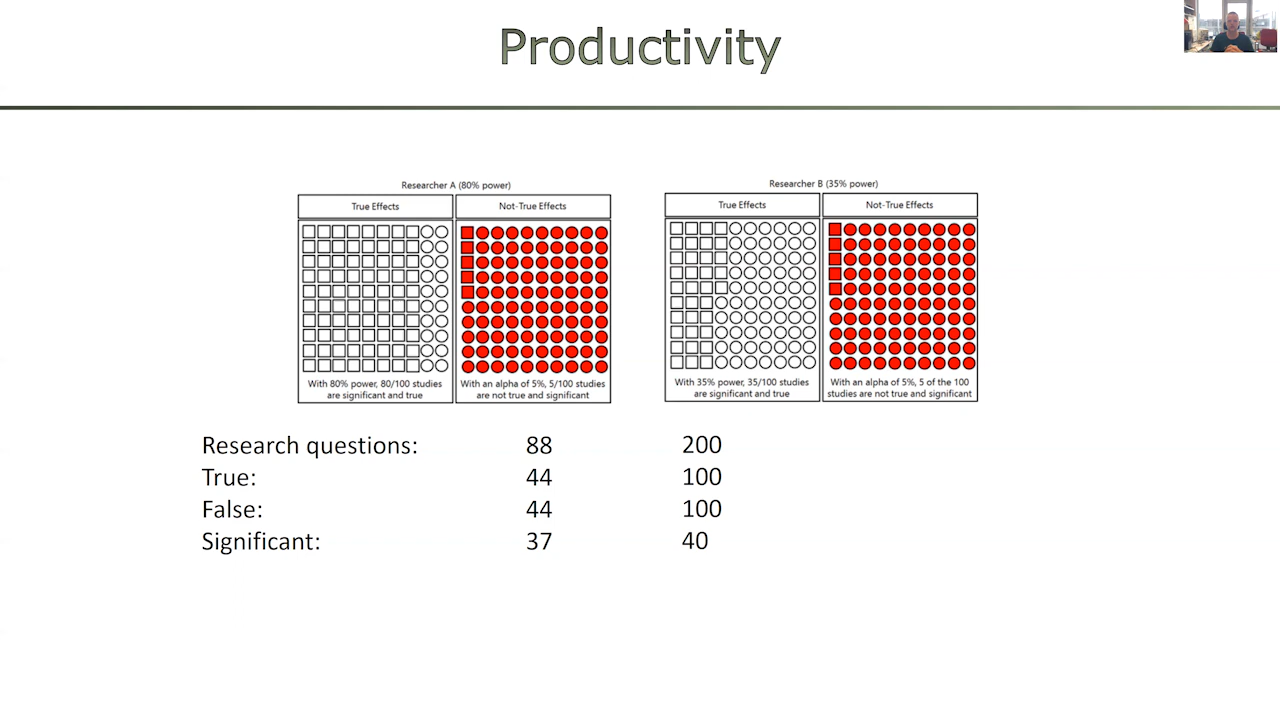 Productivity
Researcher A (80% power)
True Effects
Not-True Effects
With 80% power, 80/100 studies
are significant and true
With an alpha of 5%, 5/100 studies
are not true and significant
Researcher B (35% power)
True Effects
Not-True Effects
With 35% power, 35/100 studies
are significant and true
With an alpha of 5%, 5 of the 100
studies are not true and significant
Research questions: 88 200
True: 44 100
False: 44 100
Significant: 37 40